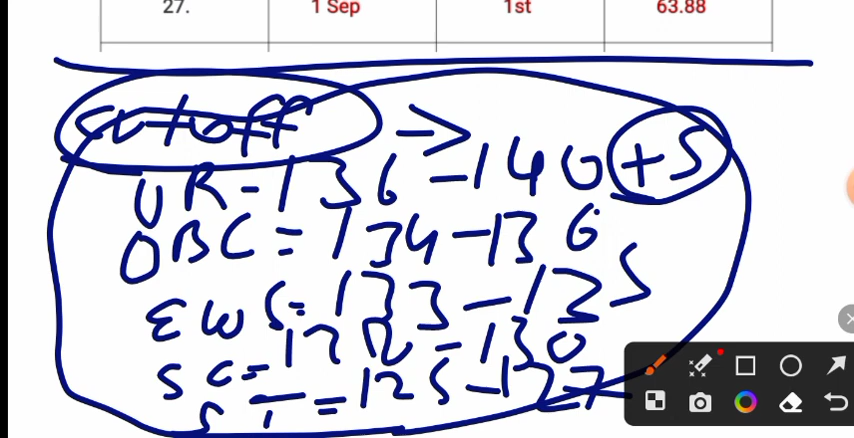 27. 1 Sep 1st 63.88
cutoff →
UR-136-140+5
OBC=134-136
EWS=133-135
SC=128-130
ST=125-127